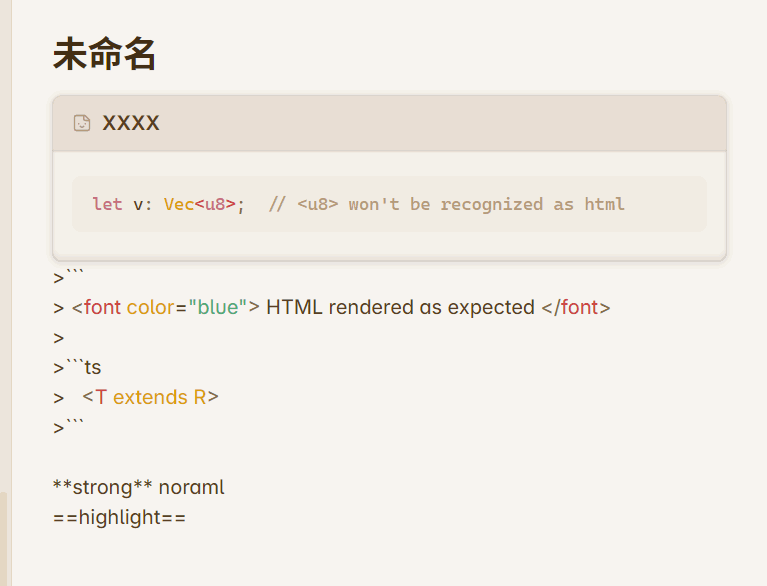 未命名
XXXX
let v: Vec<u8>;  // <u8> won't be recognized as html
>```
> <font color="blue"> HTML rendered as expected </font>
>
>```ts
>   <T extends R>
>```
**strong** noraml
==highlight==